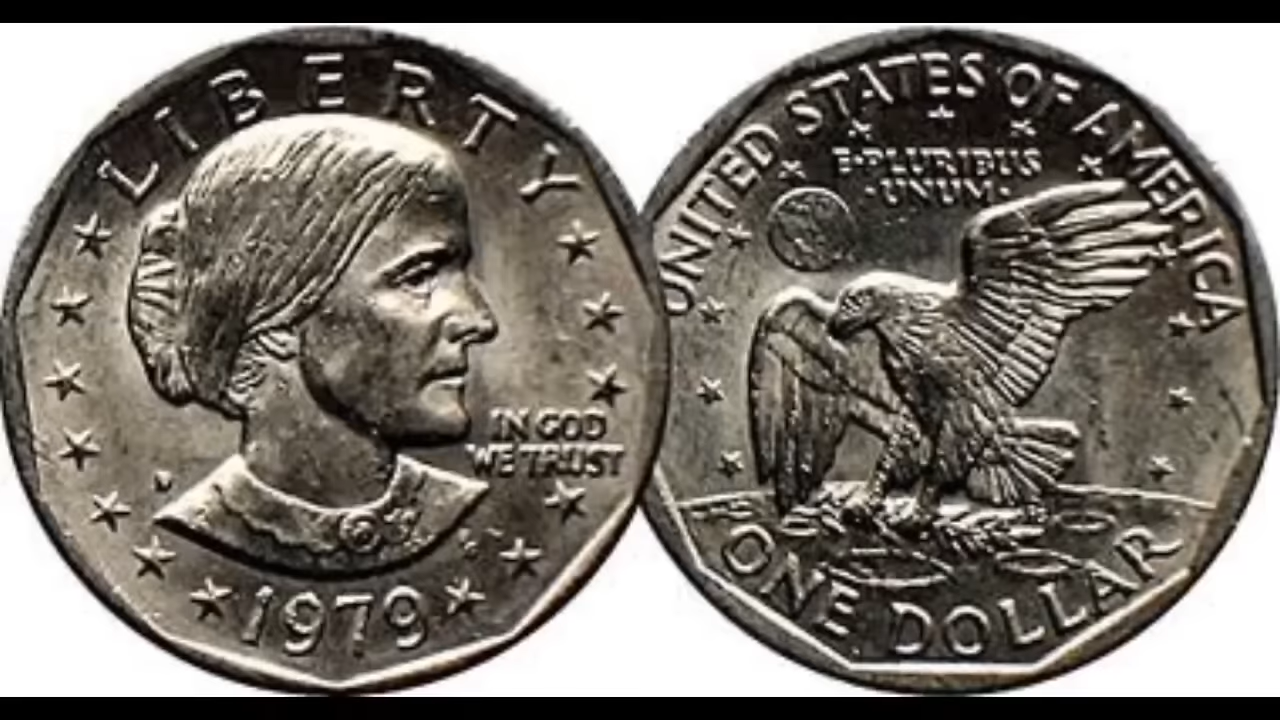 LIBERTY
IN GOD
WE TRUST
1979
UNITED STATES OF AMERICA
E·PLURIBUS
·UNUM·
ONE DOLLAR